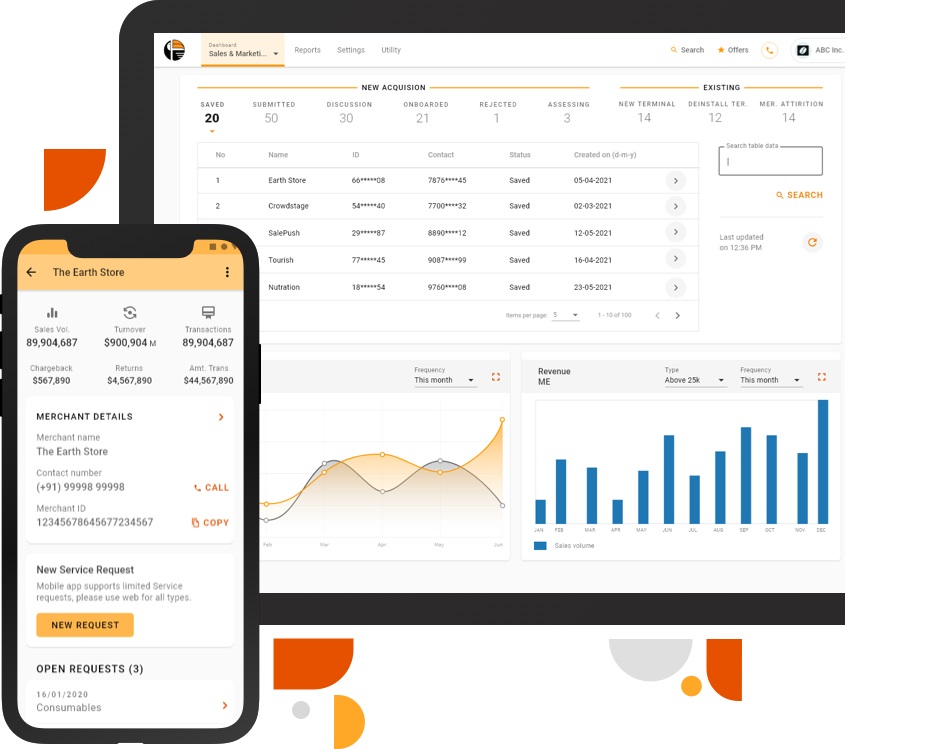 Dashboard
Sales & Marketi...
Reports
Settings
Utility
Search
Offers
ABC Inc.
NEW ACQUISION
EXISTING
SAVED
SUBMITTED
DISCUSSION
ONBOARDED
REJECTED
ASSESSING
NEW TERMINAL
DEINSTALL TER.
MER. ATTIRITION
20
50
30
21
1
3
14
12
14
No Name ID Contact Status Created on (d-m-y)
1 Earth Store 66*****08 7876****45 Saved 05-04-2021
2 Crowdstage 54*****40 7700****32 Saved 02-03-2021
SalePush 29*****87 8890****12 Saved 12-05-2021
Tourish 77*****45 9087****99 Saved 16-04-2021
Nutration 18*****54 9760****08 Saved 23-05-2021
Items per page: 5 1 - 10 of 100
Search table data
SEARCH
Last updated
on 12:36 PM
Frequency
This month
Feb Mar Apr May Jun
Revenue
ME
Type
Above 25k
Frequency
This month
JAN FEB MAR APR MAY JUN JUL AUG SEP OCT NOV DEC
Sales volume
The Earth Store
Sales Vol.
Turnover
Transactions
89,904,687
$900,904 M
89,904,687
Chargeback
Returns
Amt. Trans
$567,890
$4,567,890
$44,567,890
MERCHANT DETAILS
Merchant name
The Earth Store
Contact number
(+91) 99998 99998
CALL
Merchant ID
12345678645677234567
COPY
New Service Request
Mobile app supports limited Service
requests, please use web for all types.
NEW REQUEST
OPEN REQUESTS (3)
16/01/2020
Consumables